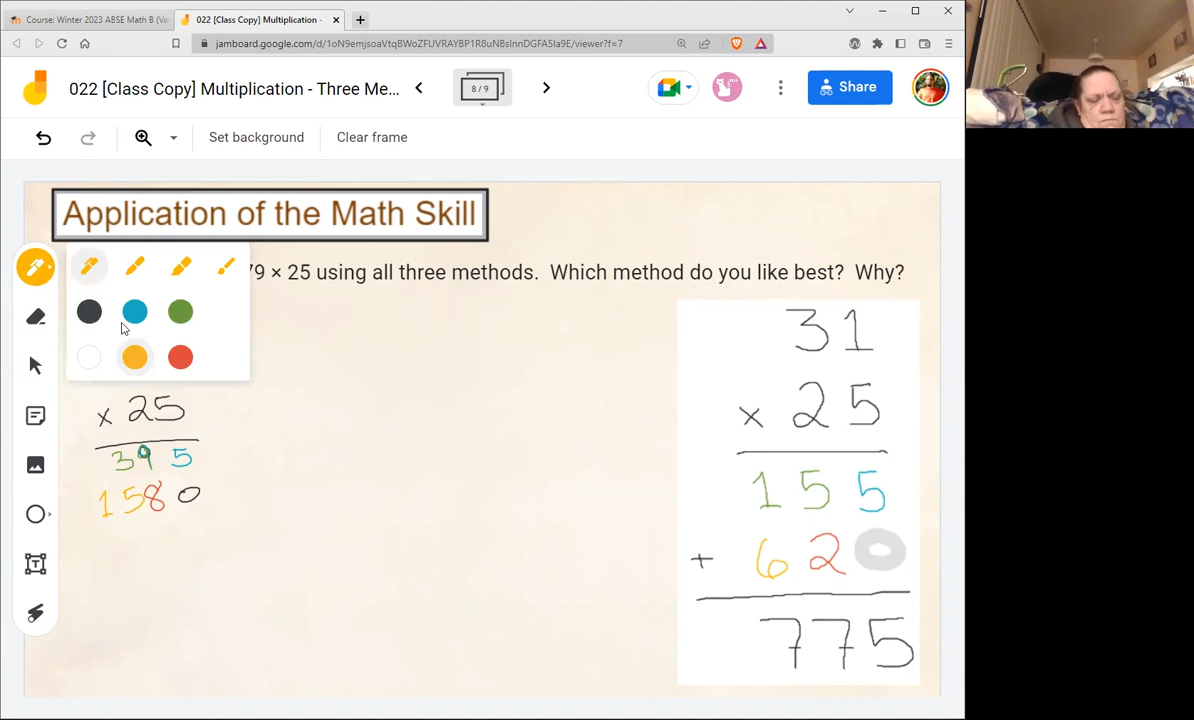 Course: Winter 2023 ABSE Math B (Va
022 [Class Copy] Multiplication -
jamboard.google.com/d/1oN9emjsoaVtqBWoZFUVRAYBP1R8uNBsInnDGFA5Ia9E/viewer?f=7
022 [Class Copy] Multiplication - Three Me...
8 / 9
Share
Set background
Clear frame
Application of the Math Skill
79 × 25 using all three methods. Which method do you like best? Why?
x 25
395
1580
31
x 25
155
+ 620
775